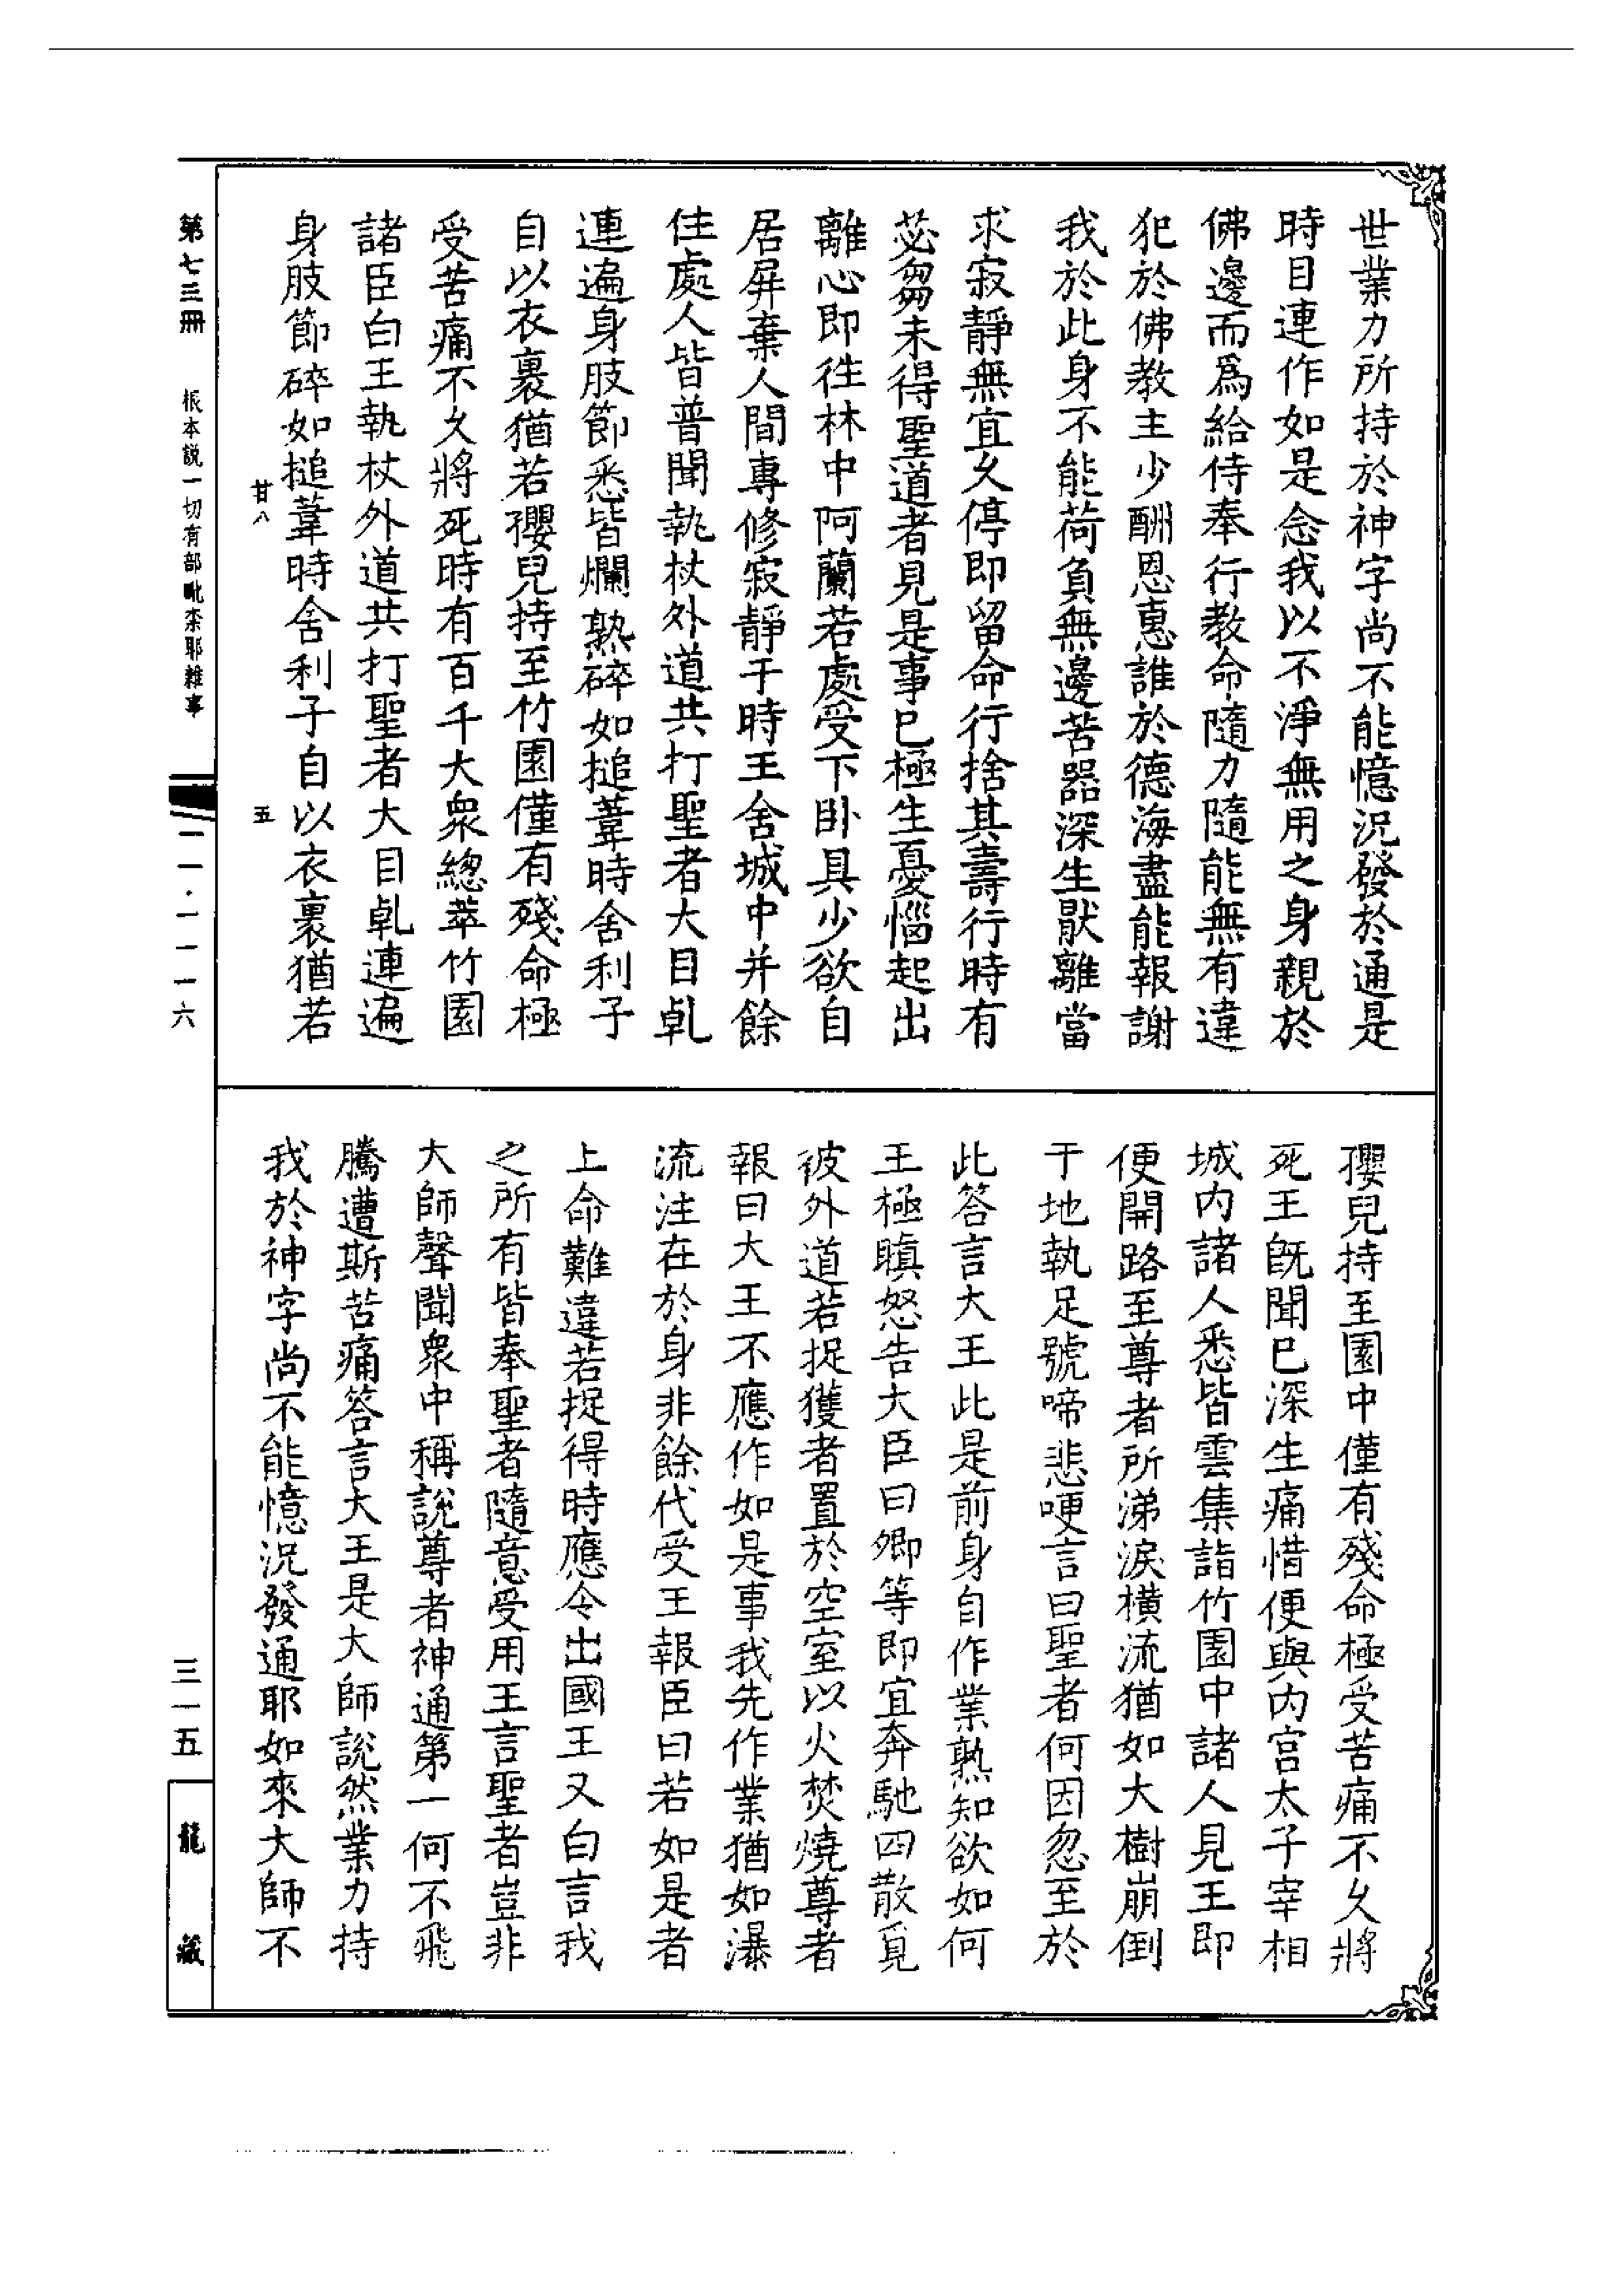 世業力所持於神字尚不能憶況發於通是
時目連作如是念我以不淨無用之身親於
佛邊而爲給侍奉行教命隨力隨能無有違
犯於佛教主少酬恩惠誰於德海盡能報謝
我於此身不能荷負無邊苦器深生猒離當
求寂靜無宜久停即留命行捨其壽行時有
苾芻未得聖道者見是事已極生憂惱起出
離心即往林中阿蘭若處受下卧具少欲自
居屏棄人間專修寂靜于時王舍城中并餘
住處人皆普聞執杖外道共打聖者大目乹
連遍身肢節悉皆爛熟碎如搥葦時舍利子
自以衣裹猶若㜸兒持至竹園僅有殘命極
受苦痛不久將死時有百千大衆總萃竹園
諸臣白王執杖外道共打聖者大目乹連遍
身肢節碎如搥葦時舍利子自以衣裹猶若
㜸兒持至園中僅有殘命極受苦痛不久將
死王旣聞已深生痛惜便與内宫太子宰相
城内諸人悉皆雲集詣竹園中諸人見王即
便開路至尊者所涕淚橫流猶如大樹崩倒
于地執足號啼悲哽言曰聖者何因忽至於
此答言大王此是前身自作業熟知欲如何
王極瞋怒告大臣曰卿等即宜奔馳四散覓
彼外道若捉獲者置於空室以火焚燒尊者
報曰大王不應作如是事我先作業猶如瀑
流注在於身非餘代受王報臣曰若如是者
上命難違若捉得時應令出國王又白言我
之所有皆奉聖者隨意受用王言聖者豈非
大師聲聞衆中稱說尊者神通第一何不飛
騰遭斯苦痛答言大王是大師說然業力持
我於神字尚不能憶況發通耶如來大師不
甘八
五
第七三冊
根本説一切有部毗柰耶雜事
一一·一一一六
三一五
龍藏